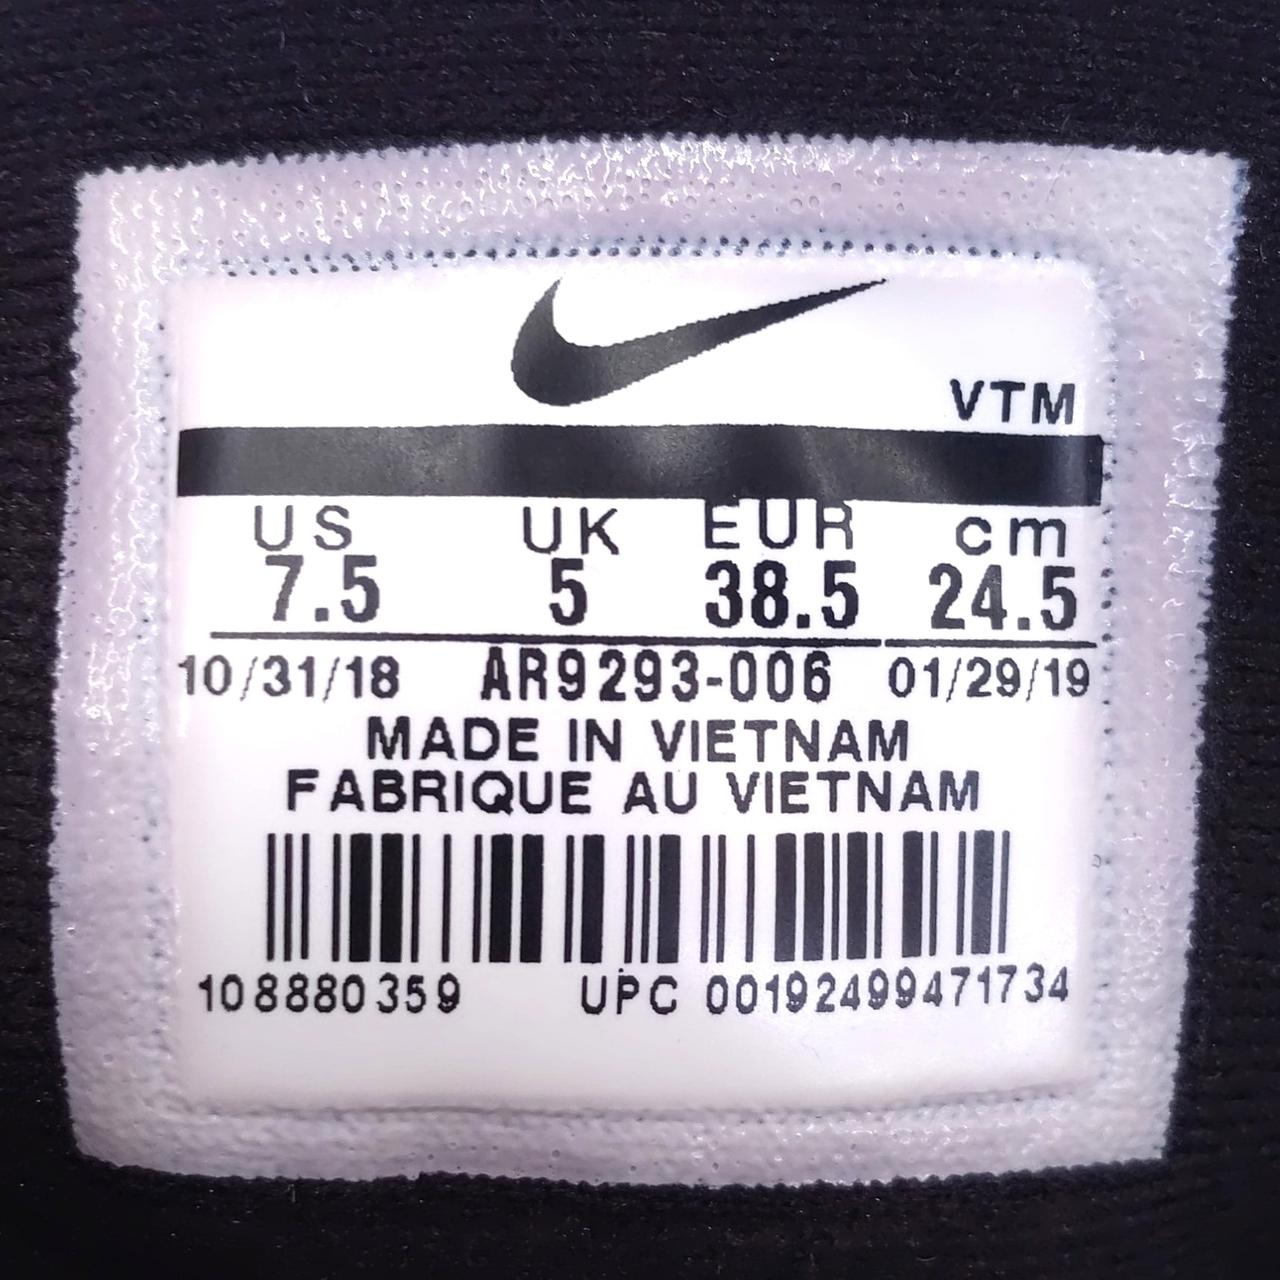 VTM
US UK EUR cm
7.5 5 38.5 24.5
10/31/18 AR9293-006 01/29/19
MADE IN VIETNAM
FABRIQUE AU VIETNAM
108880359 UPC 00192499471734